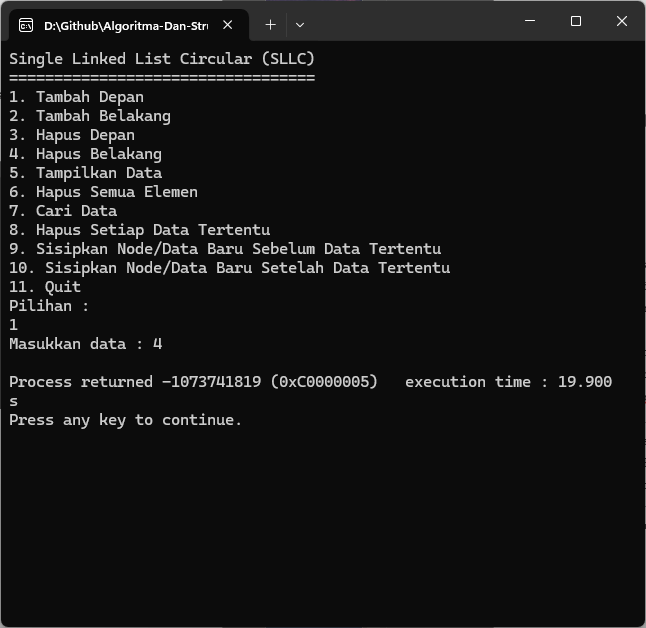 D:\Github\Algoritma-Dan-Str
Single Linked List Circular (SLLC)
==================================
1. Tambah Depan
2. Tambah Belakang
3. Hapus Depan
4. Hapus Belakang
5. Tampilkan Data
6. Hapus Semua Elemen
7. Cari Data
8. Hapus Setiap Data Tertentu
9. Sisipkan Node/Data Baru Sebelum Data Tertentu
10. Sisipkan Node/Data Baru Setelah Data Tertentu
11. Quit
Pilihan :
1
Masukkan data : 4
Process returned -1073741819 (0xC0000005)   execution time : 19.900
s
Press any key to continue.